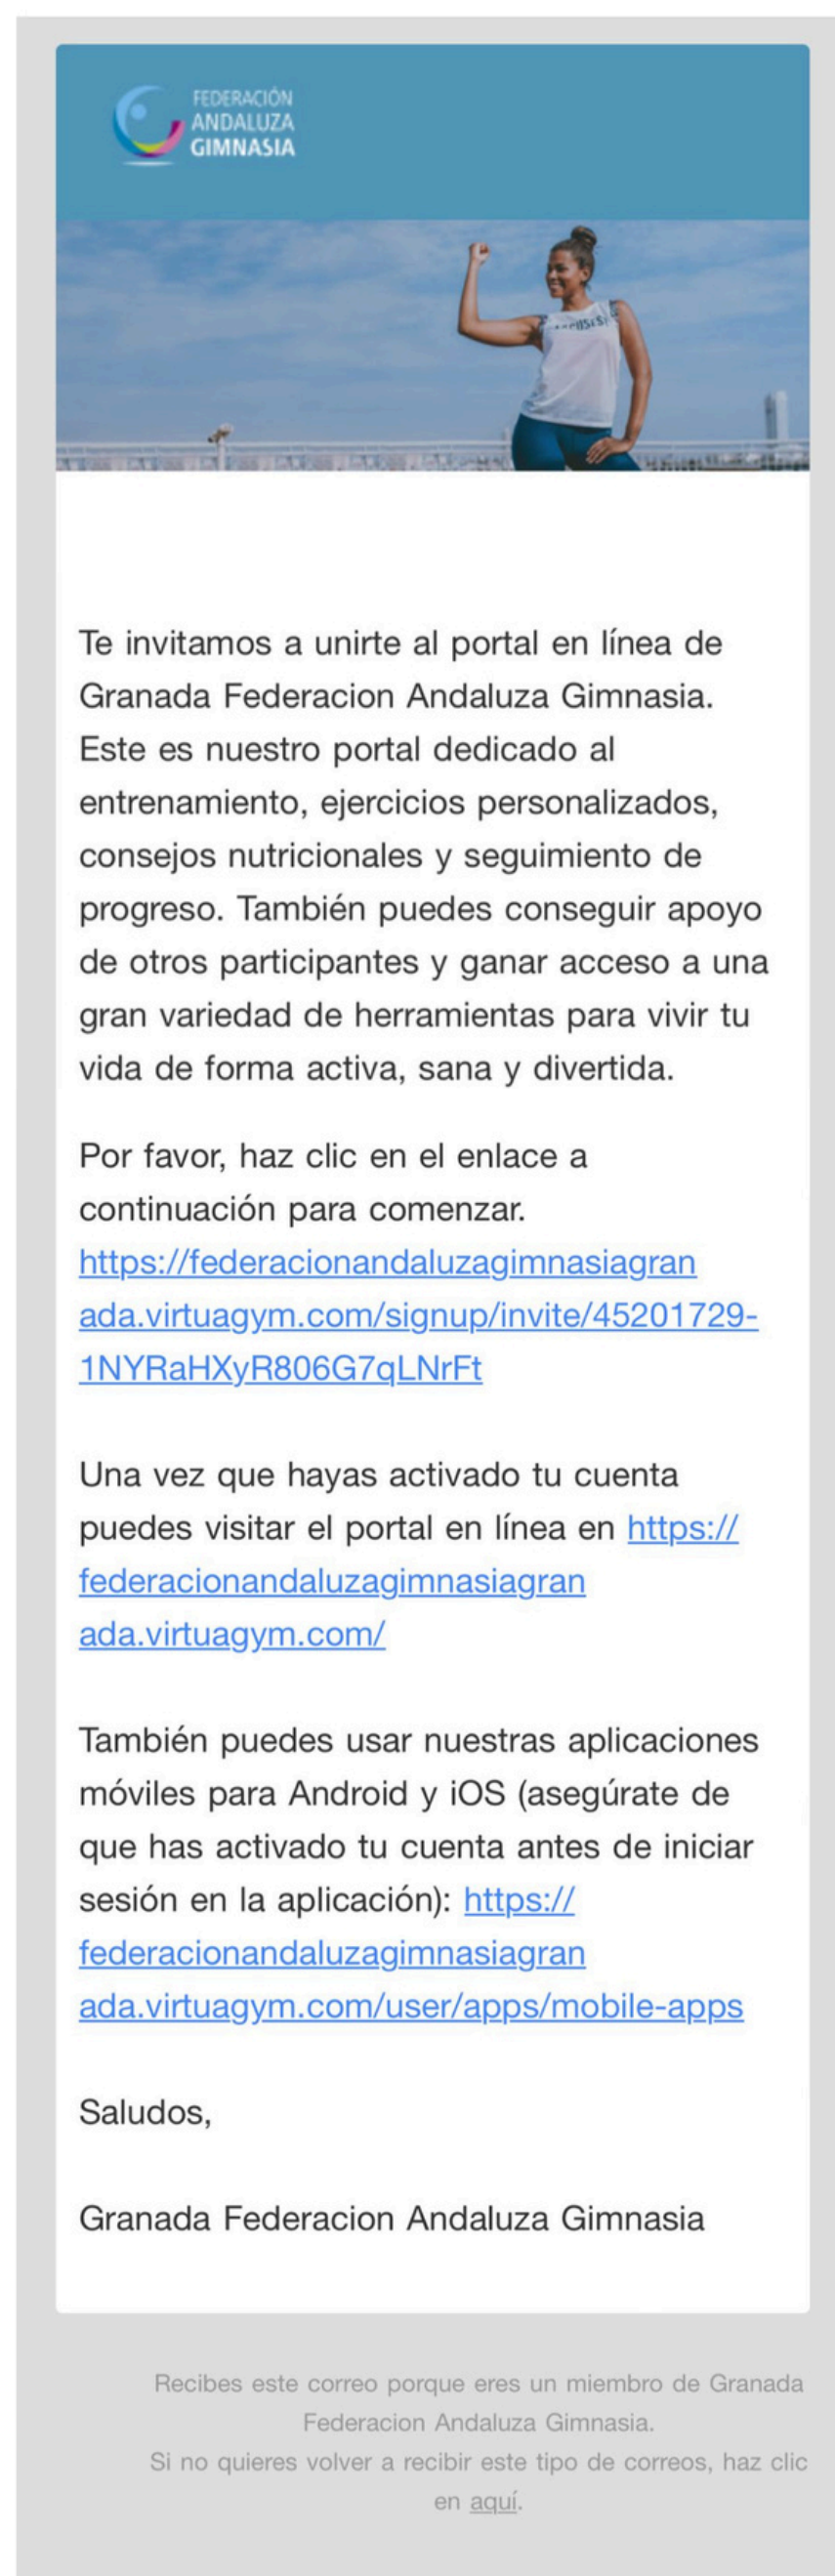 FEDERACIÓN
ANDALUZA
GIMNASIA
Te invitamos a unirte al portal en línea de
Granada Federacion Andaluza Gimnasia.
Este es nuestro portal dedicado al
entrenamiento, ejercicios personalizados,
consejos nutricionales y seguimiento de
progreso. También puedes conseguir apoyo
de otros participantes y ganar acceso a una
gran variedad de herramientas para vivir tu
vida de forma activa, sana y divertida.
Por favor, haz clic en el enlace a
continuación para comenzar.
https://federacionandaluzagimnasiagran
ada.virtuagym.com/signup/invite/45201729-
1NYRaHXyR806G7qLNrFt
Una vez que hayas activado tu cuenta
puedes visitar el portal en línea en https://
federacionandaluzagimnasiagran
ada.virtuagym.com/
También puedes usar nuestras aplicaciones
móviles para Android y iOS (asegúrate de
que has activado tu cuenta antes de iniciar
sesión en la aplicación): https://
federacionandaluzagimnasiagran
ada.virtuagym.com/user/apps/mobile-apps
Saludos,
Granada Federacion Andaluza Gimnasia
Recibes este correo porque eres un miembro de Granada
Federacion Andaluza Gimnasia.
Si no quieres volver a recibir este tipo de correos, haz clic
en aquí.